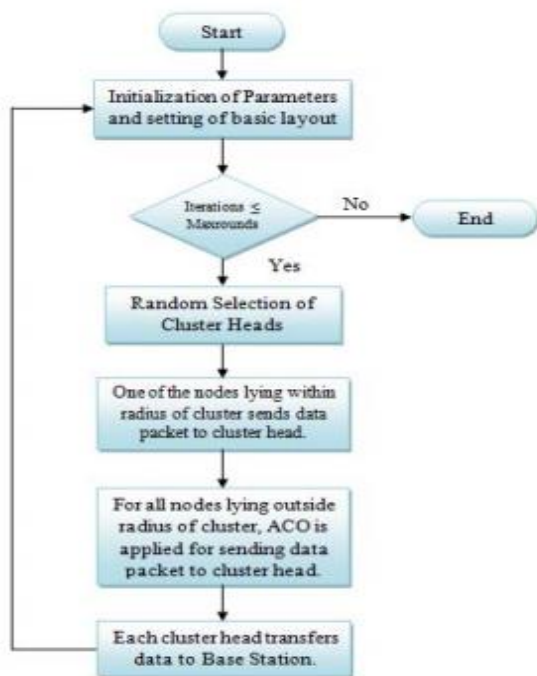 Start
Initialization of Parameters
and setting of basic layout
Iterations ≤
Maxrounds
No
End
Yes
Random Selection of
Cluster Heads
One of the nodes lying within
radius of cluster sends data
packet to cluster head.
For all nodes lying outside
radius of cluster, ACO is
applied for sending data
packet to cluster head.
Each cluster head transfers
data to Base Station.